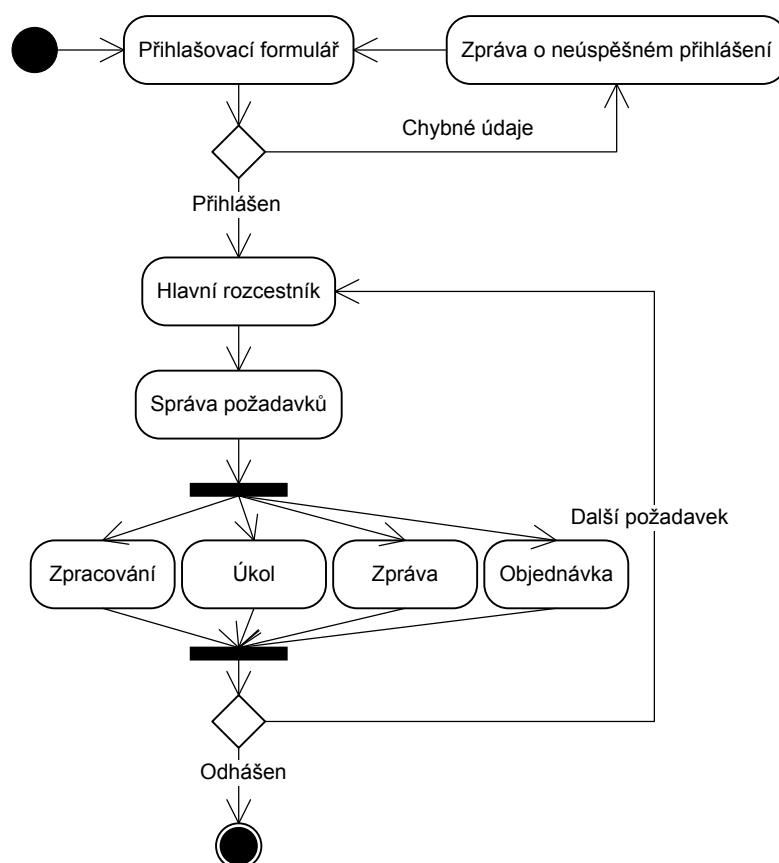 Přihlašovací formulář
Zpráva o neúspěšném přihlášení
Chybné údaje
Přihlášen
Hlavní rozcestník
Správa požadavků
Další požadavek
Zpracování
Úkol
Zpráva
Objednávka
Odhášen